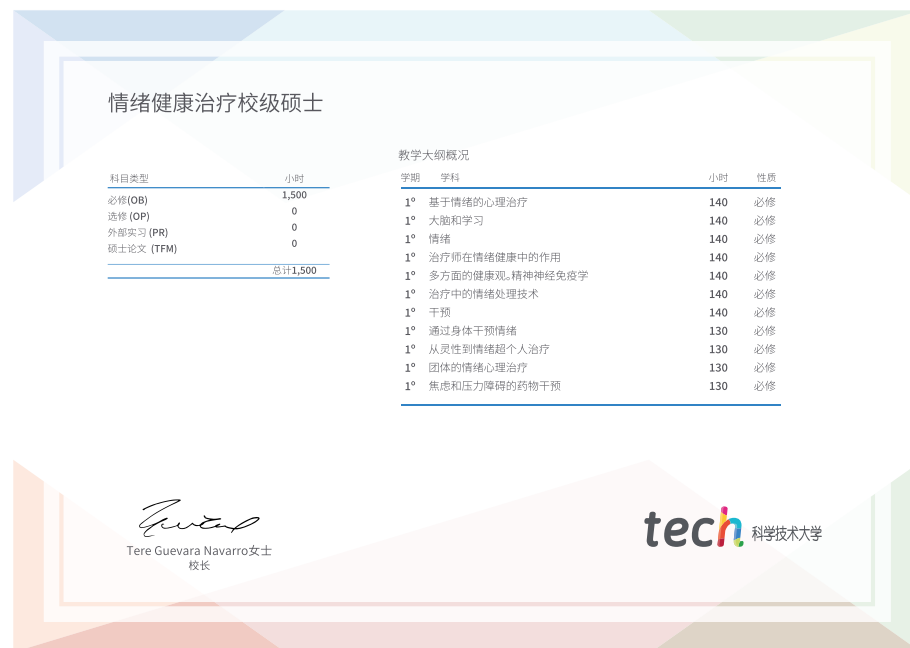 情绪健康治疗校级硕士
科目类型 小时
必修(OB) 1,500
选修 (OP) 0
外部实习 (PR) 0
硕士论文 (TFM) 0
总计1,500
教学大纲概况
学期 学科 小时 性质
1º 基于情绪的心理治疗 140 必修
1º 大脑和学习 140 必修
1º 情绪 140 必修
1º 治疗师在情绪健康中的作用 140 必修
1º 多方面的健康观。精神神经免疫学 140 必修
1º 治疗中的情绪处理技术 140 必修
1º 干预 140 必修
1º 通过身体干预情绪 130 必修
1º 从灵性到情绪超个人治疗 130 必修
1º 团体的情绪心理治疗 130 必修
1º 焦虑和压力障碍的药物干预 130 必修
Tere Guevara Navarro女士
校长
tech 科学技术大学